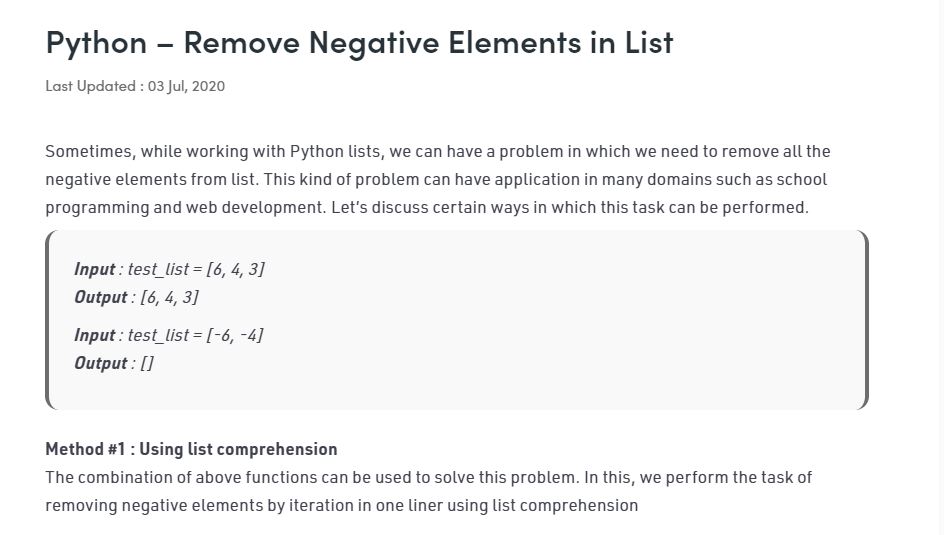 Python – Remove Negative Elements in List
Last Updated : 03 Jul, 2020
Sometimes, while working with Python lists, we can have a problem in which we need to remove all the
negative elements from list. This kind of problem can have application in many domains such as school
programming and web development. Let’s discuss certain ways in which this task can be performed.
Input : test_list = [6, 4, 3]
Output : [6, 4, 3]
Input : test_list = [-6, -4]
Output : []
Method #1 : Using list comprehension
The combination of above functions can be used to solve this problem. In this, we perform the task of
removing negative elements by iteration in one liner using list comprehension